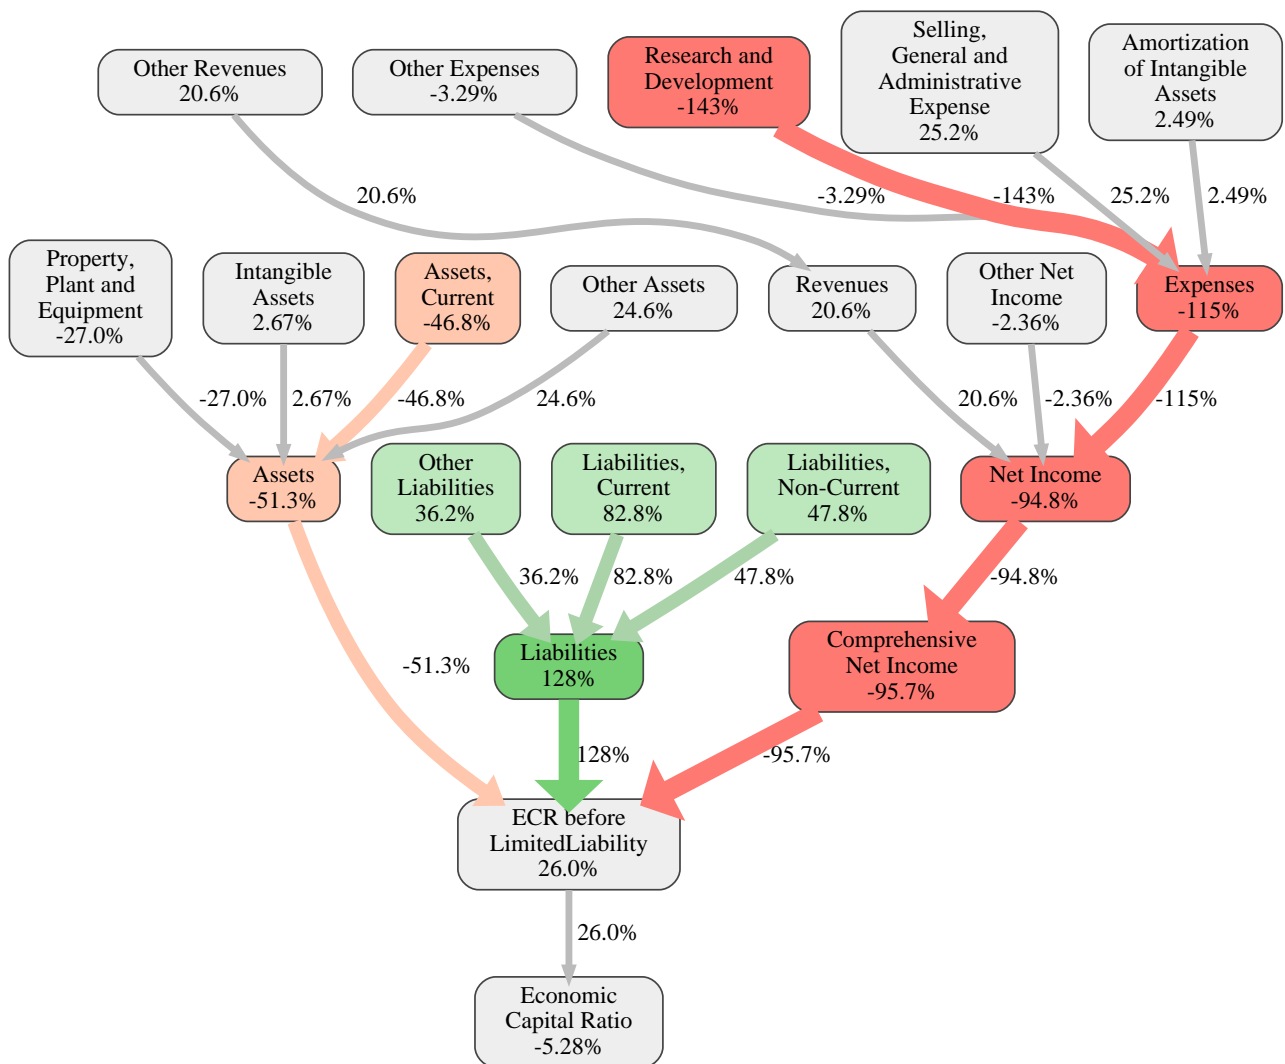 Other Revenues
20.6%
Other Expenses
-3.29%
Research and
Development
-143%
Selling,
General and
Administrative
Expense
25.2%
Amortization
of Intangible
Assets
2.49%
20.6%
-3.29%
-143%
25.2%
2.49%
Property,
Plant and
Equipment
-27.0%
Intangible
Assets
2.67%
Assets,
Current
-46.8%
Other Assets
24.6%
Revenues
20.6%
Other Net
Income
-2.36%
Expenses
-115%
-27.0%
2.67%
-46.8%
24.6%
20.6%
-2.36%
-115%
Assets
-51.3%
Other
Liabilities
36.2%
Liabilities,
Current
82.8%
Liabilities,
Non-Current
47.8%
Net Income
-94.8%
36.2%
82.8%
47.8%
-94.8%
-51.3%
Liabilities
128%
Comprehensive
Net Income
-95.7%
128%
-95.7%
ECR before
LimitedLiability
26.0%
26.0%
Economic
Capital Ratio
-5.28%